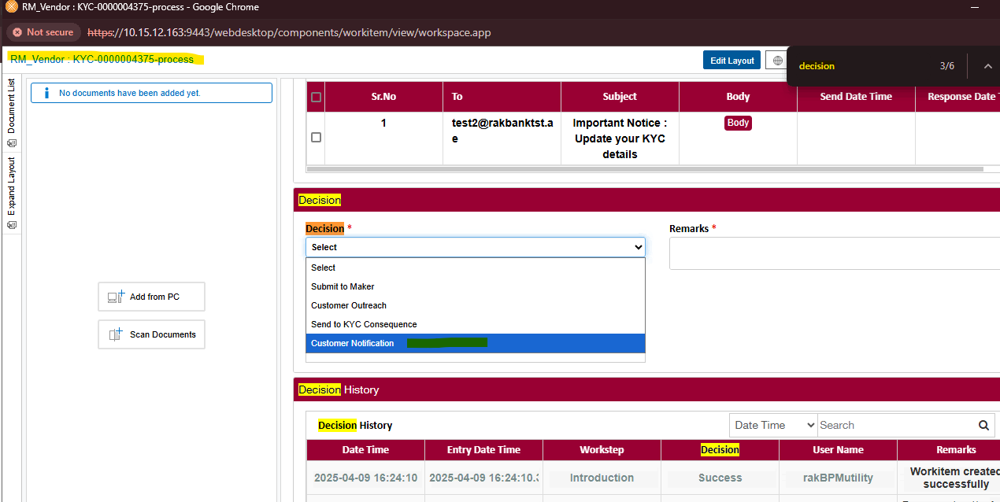 RM_Vendor : KYC-0000004375-process - Google Chrome
Not secure https://10.15.12.163:9443/webdesktop/components/workitem/view/workspace.app
RM_Vendor : KYC-0000004375-process
Edit Layout
decision 3/6
Document List
Expand Layout
No documents have been added yet.
Add from PC
Scan Documents
Sr.No To Subject Body Send Date Time Response Date
1 test2@rakbanktst.a Important Notice : Body
e Update your KYC
details
Decision
Decision * Remarks *
Select
Select
Submit to Maker
Customer Outreach
Send to KYC Consequence
Customer Notification
Decision History
Decision History Date Time Search
Date Time Entry Date Time Workstep Decision User Name Remarks
2025-04-09 16:24:10 2025-04-09 16:24:10. Introduction Success rakBPMutility Workitem created
successfully